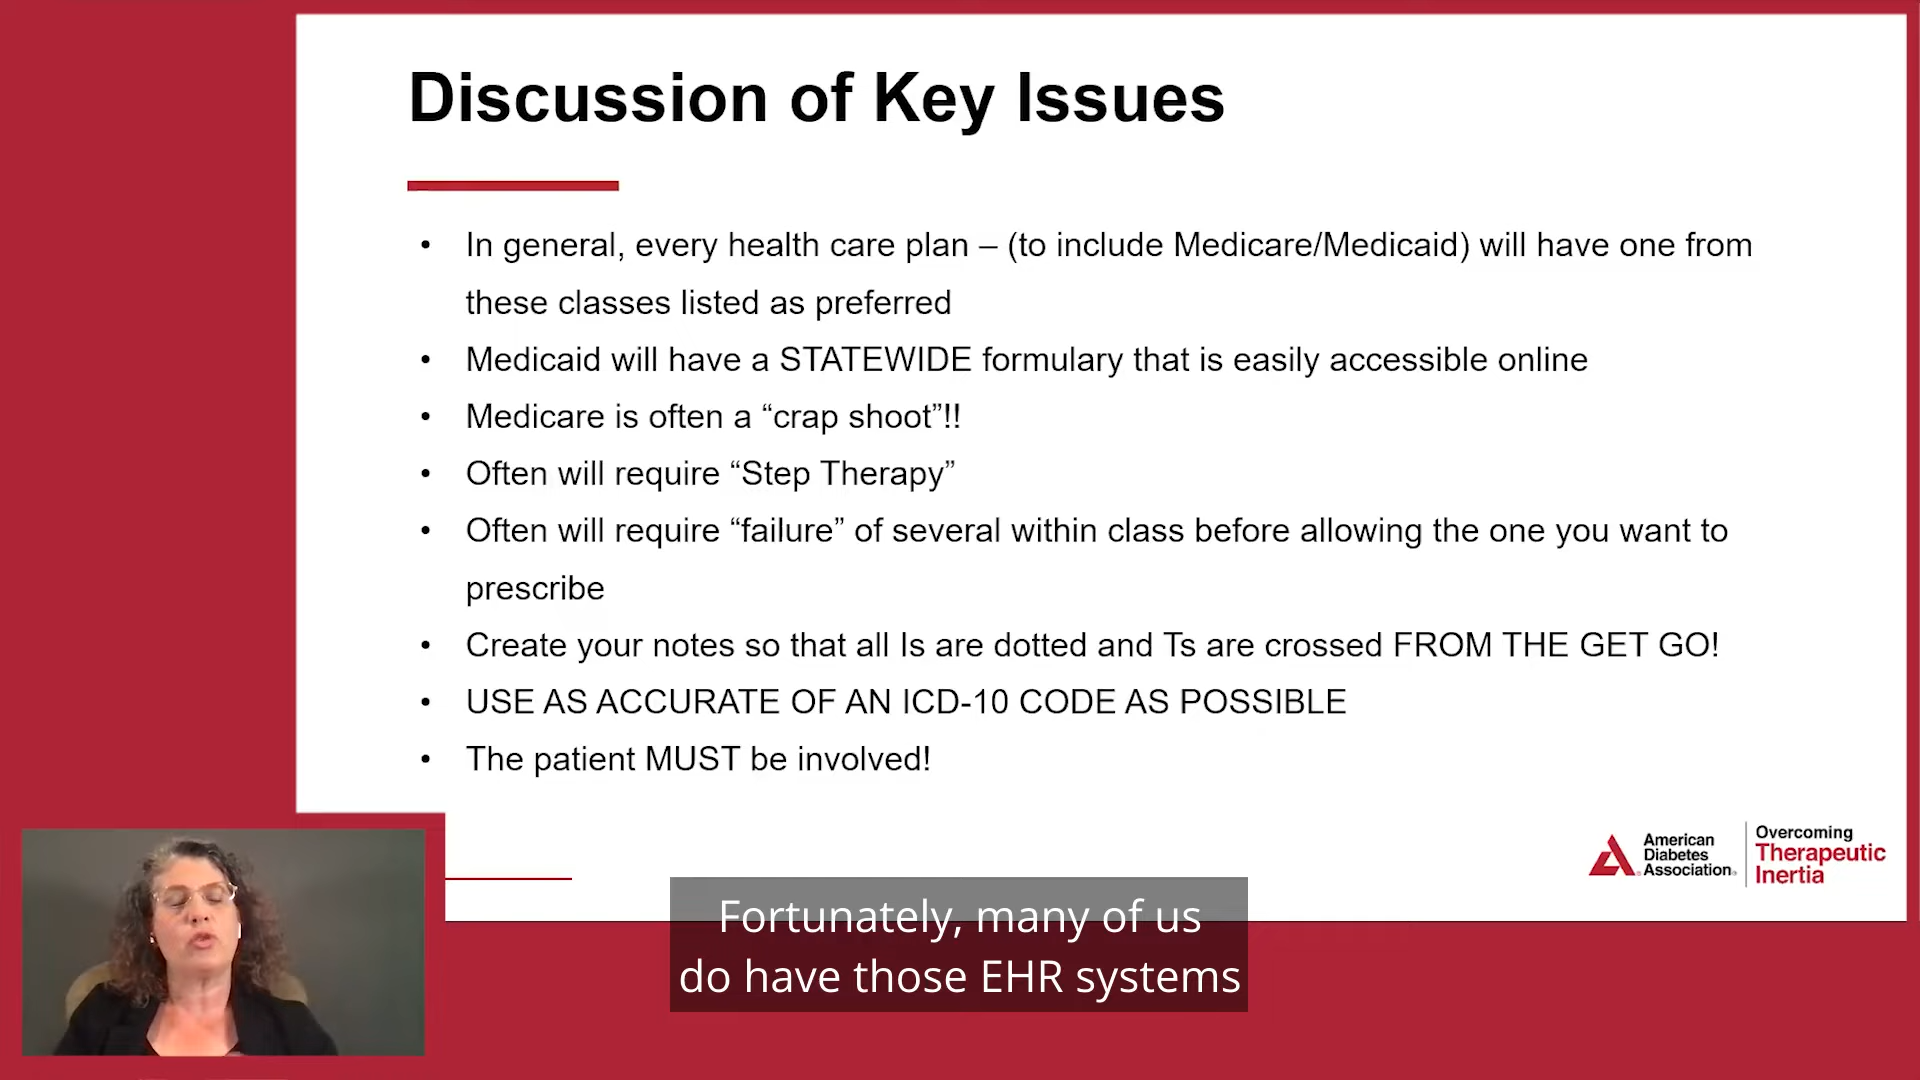 Discussion of Key Issues
• In general, every health care plan – (to include Medicare/Medicaid) will have one from
these classes listed as preferred
• Medicaid will have a STATEWIDE formulary that is easily accessible online
• Medicare is often a “crap shoot”!!
• Often will require “Step Therapy”
• Often will require “failure” of several within class before allowing the one you want to
prescribe
• Create your notes so that all Is are dotted and Ts are crossed FROM THE GET GO!
• USE AS ACCURATE OF AN ICD-10 CODE AS POSSIBLE
• The patient MUST be involved!
American
Diabetes
Association®
Overcoming
Therapeutic
Inertia
Fortunately, many of us
do have those EHR systems